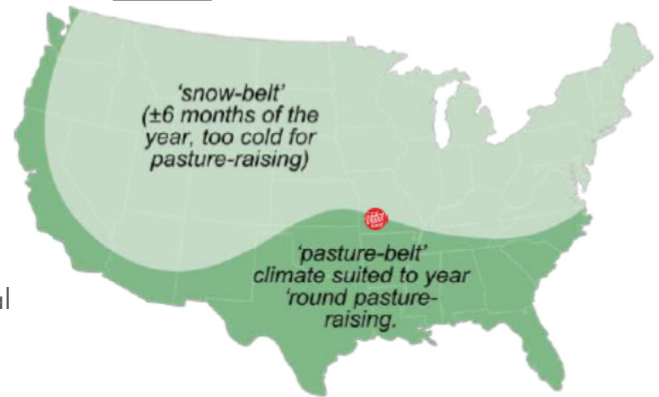 'snow-belt'
(±6 months of the
year, too cold for
pasture-raising)
'pasture-belt'
climate suited to year
'round pasture-
raising.